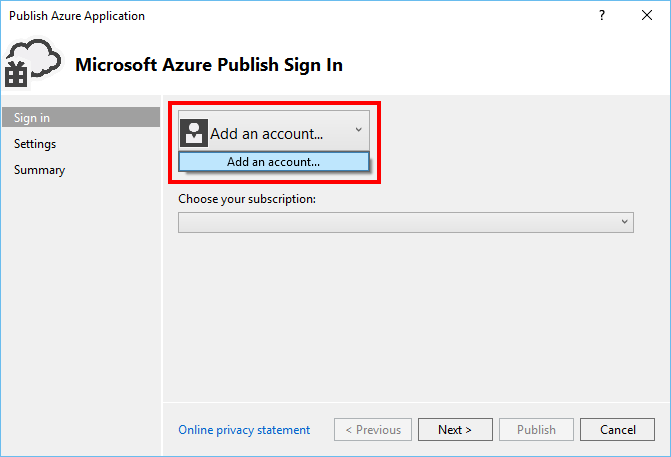 Publish Azure Application
?
Microsoft Azure Publish Sign In
Sign in
Settings
Summary
Add an account...
Add an account...
Choose your subscription:
Online privacy statement
< Previous
Next >
Publish
Cancel